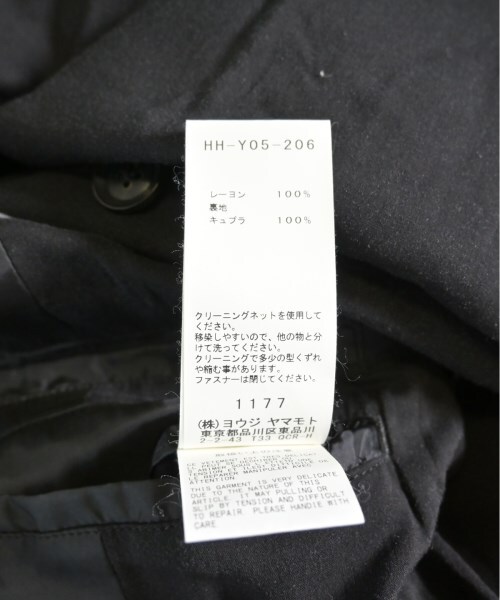 HH-Y05-206
レーヨン 100%
裏地
キュプラ 100%
クリーニングネットを使用して
ください。
移染しやすいので、他の物と分
けて洗ってください。
クリーニングで多少の型くずれ
や縮む事があります。
ファスナーは閉じてください。
1177
(株)ヨウジ ヤマモト
東京都品川区東品川
2-2-43 T33 QCR-H
ATTENTION.
THIS GARMENT IS VERY DELICATE
DUE TO THE NATURE OF THIS
ARTICLE. IT MAY PULLING OR
SLIP BY TENSION AND DIFFICULT
TO REPAIR. PLEASE HANDLE WITH
CARE